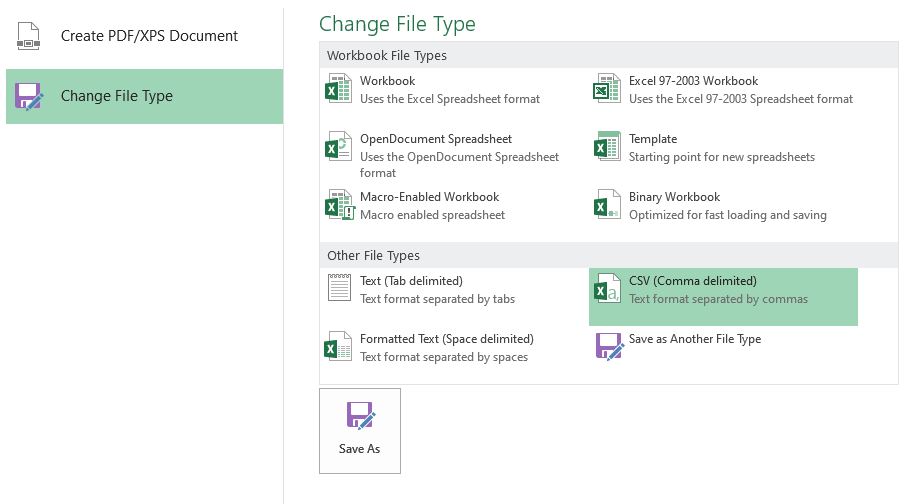 Create PDF/XPS Document
Change File Type
Change File Type
Workbook File Types
Workbook
Uses the Excel Spreadsheet format
Excel 97-2003 Workbook
Uses the Excel 97-2003 Spreadsheet format
OpenDocument Spreadsheet
Uses the OpenDocument Spreadsheet
format
Template
Starting point for new spreadsheets
Macro-Enabled Workbook
Macro enabled spreadsheet
Binary Workbook
Optimized for fast loading and saving
Other File Types
Text (Tab delimited)
Text format separated by tabs
CSV (Comma delimited)
Text format separated by commas
Formatted Text (Space delimited)
Text format separated by spaces
Save as Another File Type
Save As